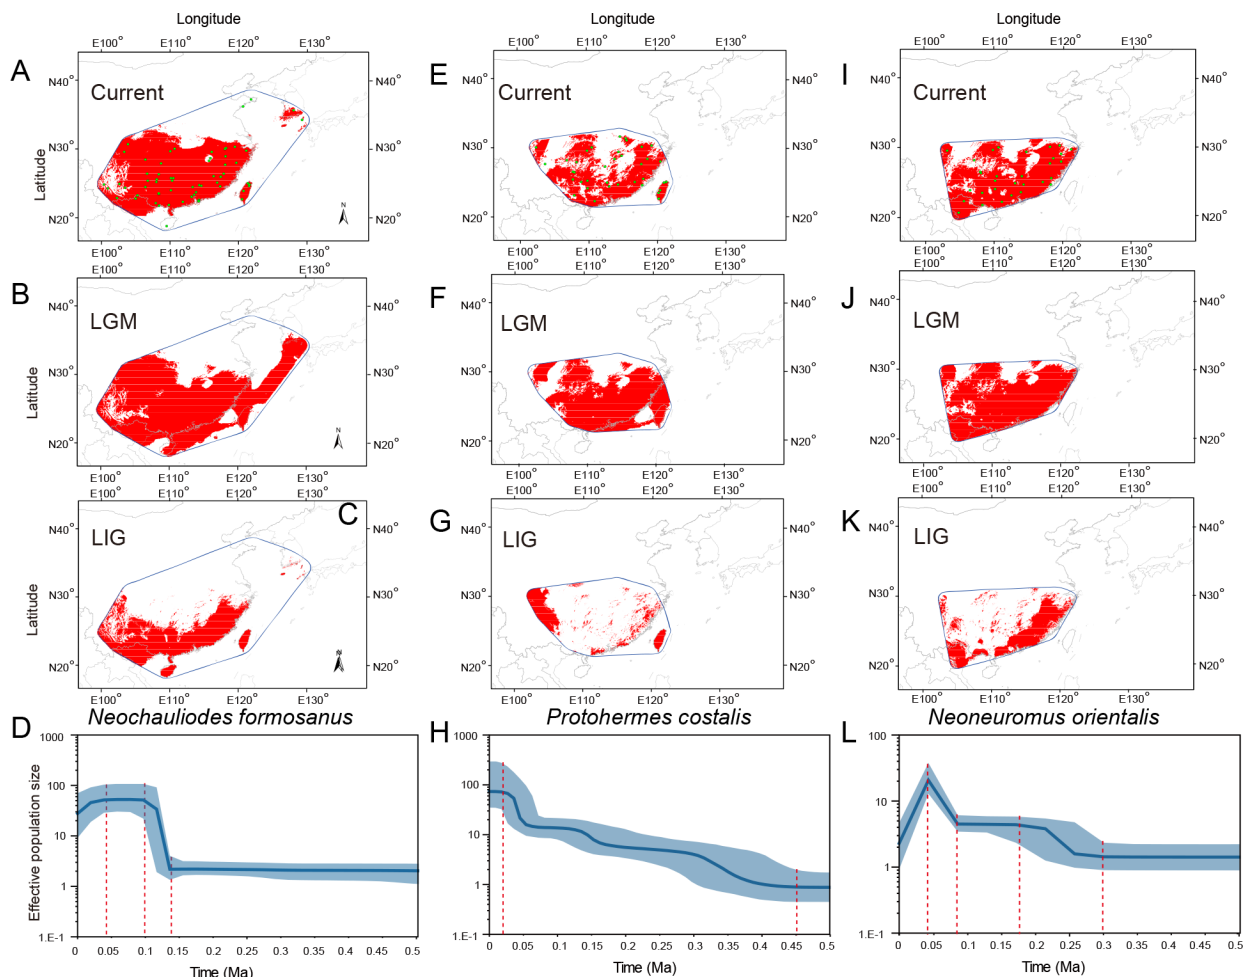 Longitude
Longitude
Longitude
E100° E110° E120° E130°
E100° E110° E120° E130°
E100° E110° E120° E130°
A
Current
N40°
N30°
N20°
N40°
N30°
N20°
Latitude
N
E
Current
N40°
N30°
N20°
N40°
N30°
N20°
I
Current
N40°
N30°
N20°
N40°
N30°
N20°
E100° E110° E120° E130°
E100° E110° E120° E130°
E100° E110° E120° E130°
E100° E110° E120° E130°
E100° E110° E120° E130°
E100° E110° E120° E130°
B
LGM
N40°
N30°
N20°
N40°
N30°
N20°
Latitude
N
F
LGM
N40°
N30°
N20°
N40°
N30°
N20°
J
LGM
N40°
N30°
N20°
N40°
N30°
N20°
E100° E110° E120° E130°
E100° E110° E120° E130°
E100° E110° E120° E130°
E100° E110° E120° E130°
E100° E110° E120° E130°
E100° E110° E120° E130°
C
LIG
N40°
N30°
N20°
N40°
N30°
N20°
Latitude
G
LIG
N40°
N30°
N20°
N40°
N30°
N20°
K
LIG
N40°
N30°
N20°
N40°
N30°
N20°
E100° E110° E120° E130°
E100° E110° E120° E130°
E100° E110° E120° E130°
Neochauliodes formosanus
Protohermes costalis
Neoneuromus orientalis
D
1000
100
10
1
1.E-1
Effective population size
0 0.05 0.1 0.15 0.2 0.25 0.3 0.35 0.4 0.45 0.5
Time (Ma)
H
1000
100
10
1
1.E-1
0 0.05 0.1 0.15 0.2 0.25 0.3 0.35 0.4 0.45 0.5
Time (Ma)
L
100
10
1
1.E-1
0 0.05 0.1 0.15 0.2 0.25 0.3 0.35 0.4 0.45 0.5
Time (Ma)